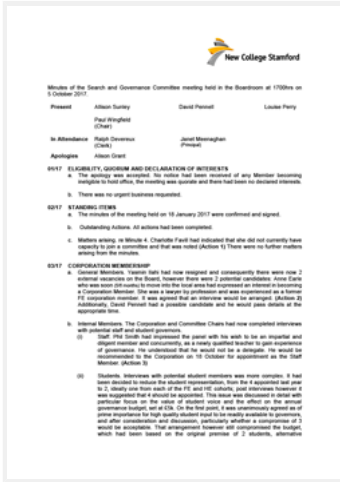 New College Stamford
Minutes of the Search and Governance Committee meeting held in the Boardroom at 1700hrs on
5 October 2017.
Present Allison Sunley David Pennell Louise Perry
Paul Wingfield
(Chair)
In Attendance Ralph Devereux Janet Meenaghan
(Clerk) (Principal)
Apologies Alison Grant
01/17 ELIGIBILITY, QUORUM AND DECLARATION OF INTERESTS
a. The apology was accepted. No notice had been received of any Member becoming
ineligible to hold office, the meeting was quorate and there had been no declared interests.
b. There was no urgent business requested.
02/17 STANDING ITEMS
a. The minutes of the meeting held on 18 January 2017 were confirmed and signed.
b. Outstanding Actions. All actions had been completed.
c. Matters arising. re Minute 4. Charlotte Favill had indicated that she did not currently have
capacity to join a committee and that was noted (Action 1) There were no further matters
arising from the minutes.
03/17 CORPORATION MEMBERSHIP
a. General Members. Yasmin had now resigned and consequently there were now 2
external vacancies on the Board, however there were 2 potential candidates: Anne Earle
who was soon to move into the local area had expressed an interest in becoming
a Corporation Member. She was a lawyer by profession and was experienced as a former
FE corporation member. It was agreed that an interview would be arranged. (Action 2)
Additionally, David Pennell had a possible candidate and he would pass details at the
appropriate time.
b. Internal Members. The Corporation and Committee Chairs had now completed interviews
with potential staff and student governors.
(i) Staff. Phil Smith had impressed the panel with his wish to be an impartial and
diligent member and concurrently, as a newly qualified teacher to gain experience
of governance. He understood that he would not be a delegate. He would be
recommended to the Corporation on 18 October for appointment as the Staff
Member. (Action 3)
(ii) Students. Interviews with potential student members was more complex. It had
been decided to reduce the student representation, from the 4 appointed last year
to 2, ideally one from each of the FE and HE cohorts; post interviews however it
was suggested that 4 should be appointed. This issue was discussed in detail with
particular focus on the value of student voice and the effect on the annual
governance budget, set at £5k. On the first point, it was unanimously agreed as of
prime importance for high quality student input to be readily available to governors,
and after consideration and discussion, particularly whether a compromise of 3
would be acceptable. That arrangement however still compromised the budget,
which had been based on the original premise of 2 students, alternative